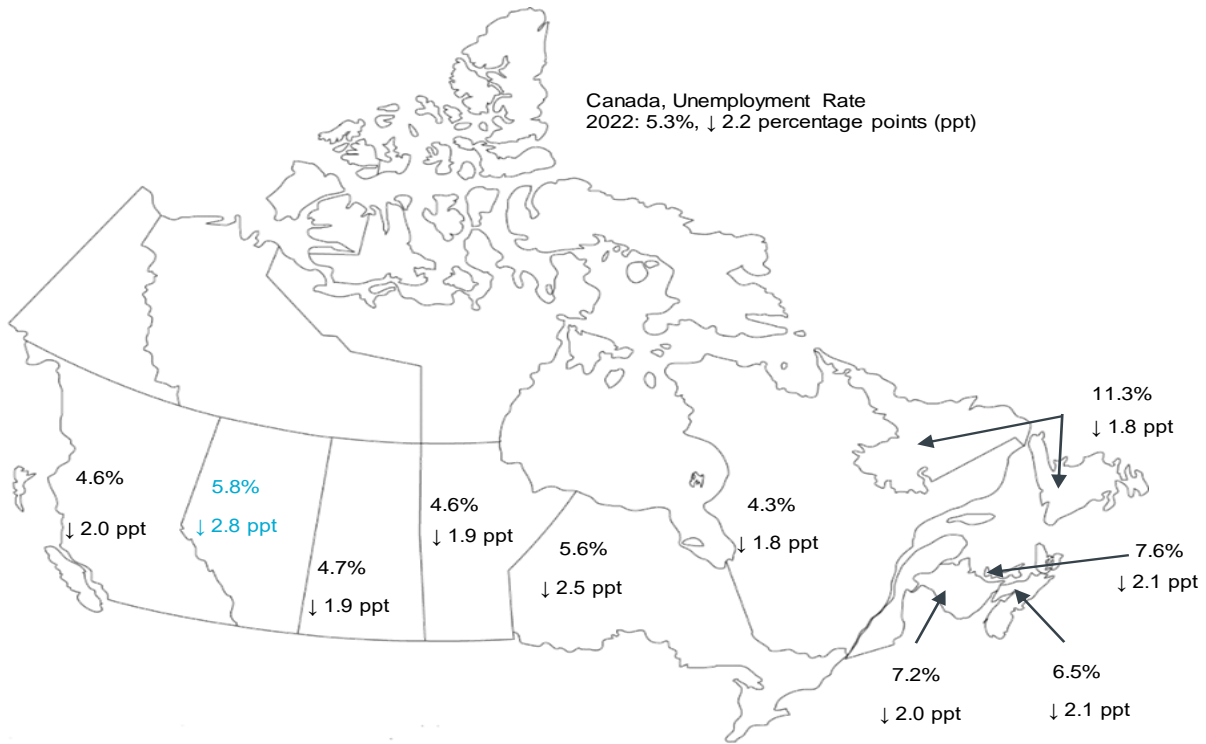 Canada, Unemployment Rate
2022: 5.3%, ↓ 2.2 percentage points (ppt)
11.3%
↓ 1.8 ppt
4.6%
↓ 2.0 ppt
5.8%
↓ 2.8 ppt
4.7%
↓ 1.9 ppt
4.6%
↓ 1.9 ppt
5.6%
↓ 2.5 ppt
4.3%
↓ 1.8 ppt
7.6%
↓ 2.1 ppt
7.2%
↓ 2.0 ppt
6.5%
↓ 2.1 ppt